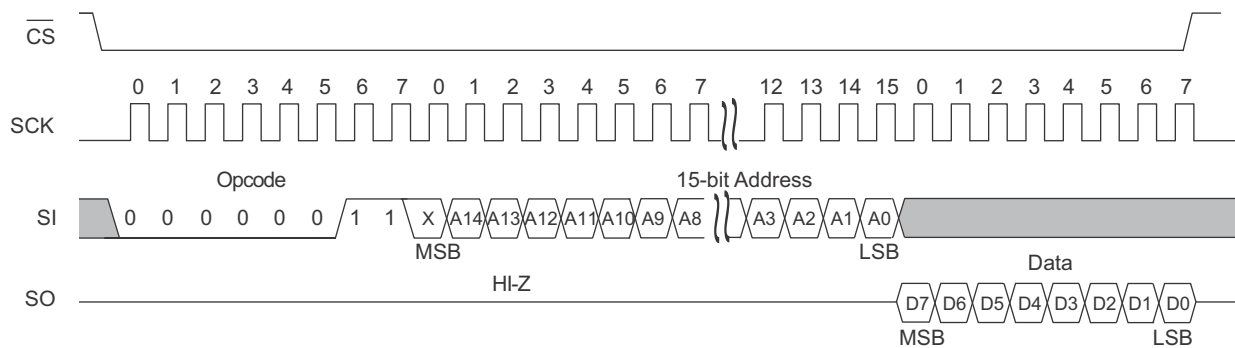 CS
0 1 2 3 4 5 6 7 0 1 2 3 4 5 6 7 12 13 14 15 0 1 2 3 4 5 6 7
SCK
Opcode 15-bit Address
SI 0 0 0 0 0 0 1 1 X A14 A13 A12 A11 A10 A9 A8 A3 A2 A1 A0
MSB LSB
HI-Z Data
SO D7 D6 D5 D4 D3 D2 D1 D0
MSB LSB